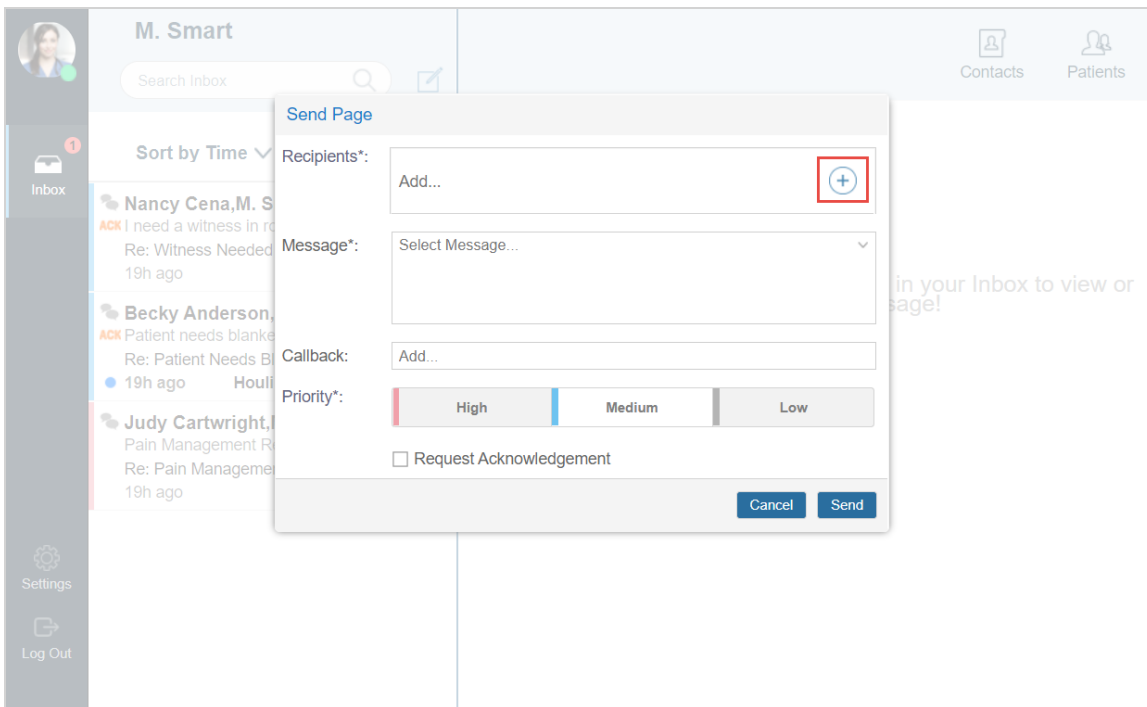 M. Smart
Search Inbox
Contacts
Patients
Sort by Time
1
Inbox
Nancy Cena,M. S
ACK I need a witness in ro
Re: Witness Needed
19h ago
Becky Anderson,
ACK Patient needs blanke
Re: Patient Needs Bl
19h ago Houli
Judy Cartwright,
Pain Management R
Re: Pain Manageme
19h ago
Settings
Log Out
Send Page
Recipients*:
Add...
Message*:
Select Message...
Callback:
Add...
Priority*:
High Medium Low
Request Acknowledgement
Cancel Send
in your Inbox to view or
sage!